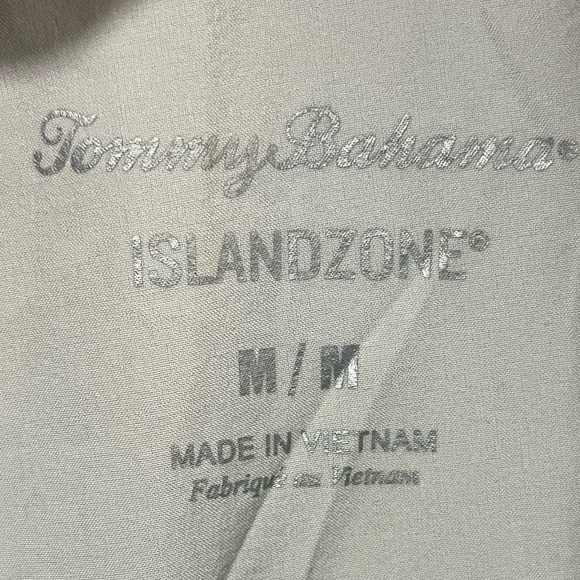 Tommy Bahama®
ISLANDZONE®
M / M
MADE IN VIETNAM
Fabriqué au Vietnam